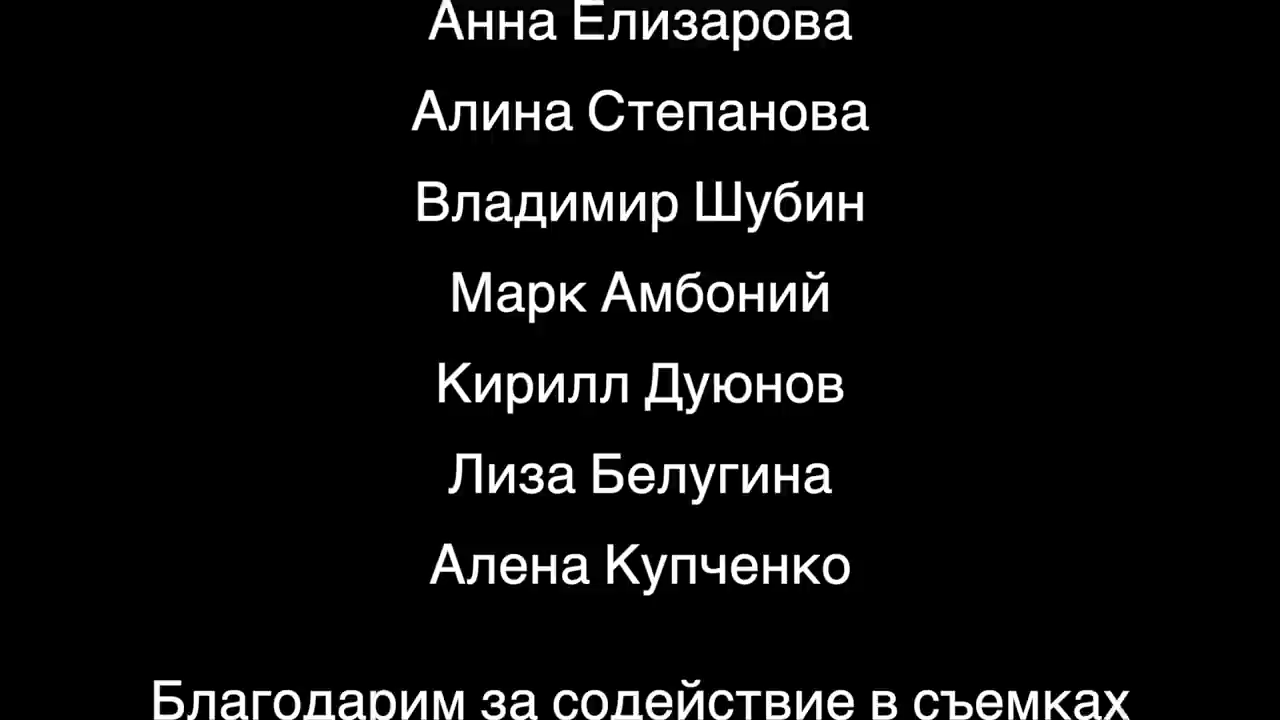 Анна Елизарова
Алина Степанова
Владимир Шубин
Марк Амбоний
Кирилл Дуюнов
Лиза Белугина
Алена Купченко
Благодарим за содействие в съемках